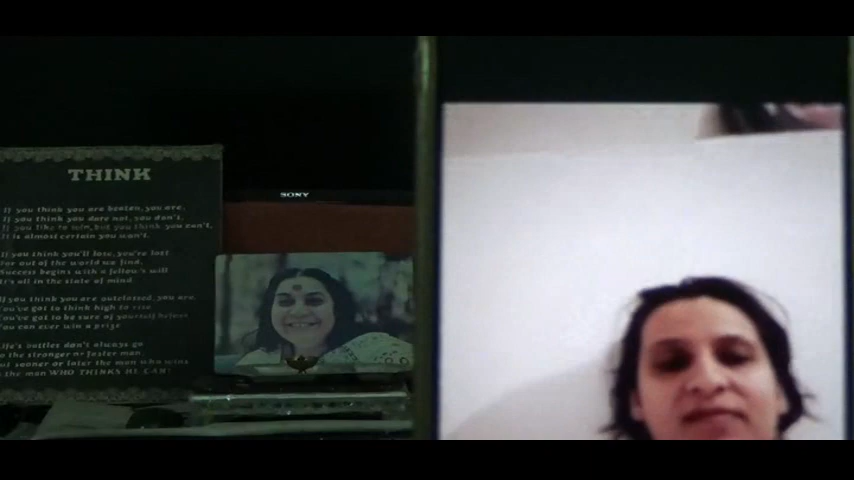 THINK
If you think you are beaten, you are,
If you think you dare not, you don't,
If you like to win, but you think you can't,
It is almost certain you won't.
If you think you'll lose, you're lost
For out of the world we find,
Success begins with a fellow's will
It's all in the state of mind
If you think you are outclassed, you are,
You've got to think high to rise
You've got to be sure of yourself before
You can ever win a prize
Life's battles don't always go
To the stronger or faster man,
But sooner or later the man who wins
is the man WHO THINKS HE CAN!
SONY